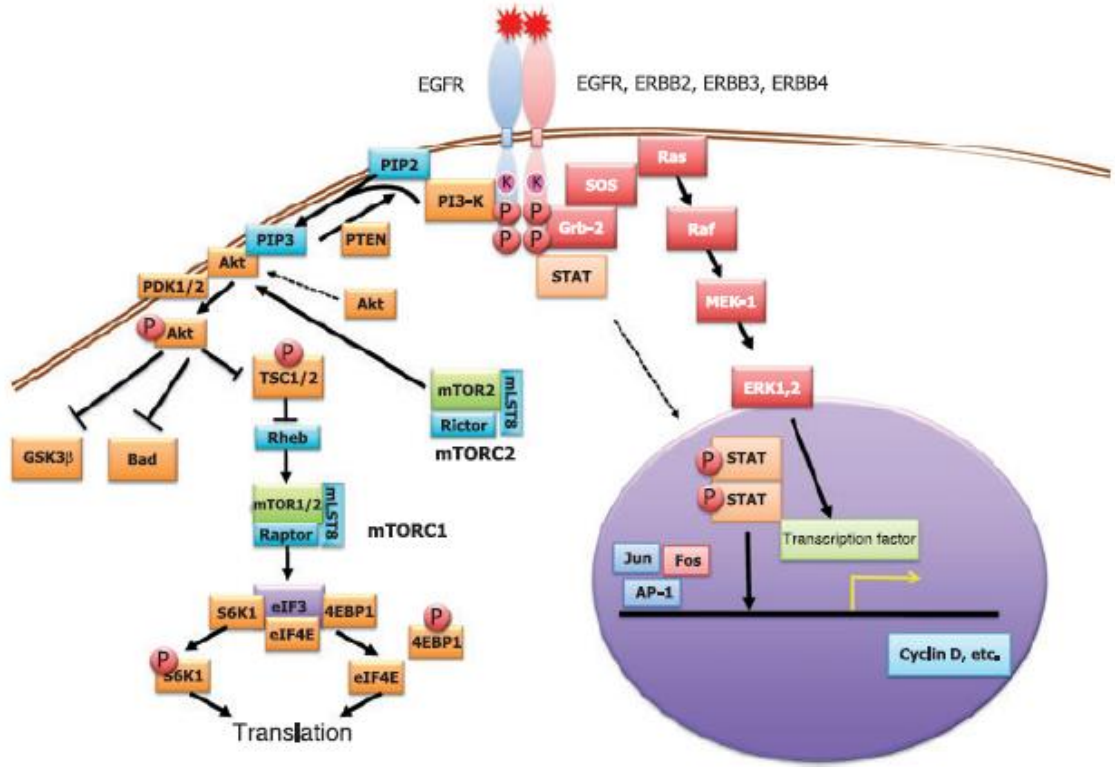 EGFR
EGFR, ERBB2, ERBB3, ERBB4
PIP2
Ras
SOS
K
K
PI3-K
P
P
Grb-2
P
P
Raf
PIP3
PTEN
Akt
STAT
PDK1/2
MEK-1
Akt
P
Akt
P
TSC1/2
mTOR2
mLST8
ERK1,2
Rictor
Rheb
mTORC2
GSK3β
Bad
P
STAT
P
STAT
mTOR1/2
mLST8
Raptor
mTORC1
Transcription factor
Jun
Fos
AP-1
S6K1
eIF3
4EBP1
eIF4E
P
4EBP1
P
S6K1
eIF4E
Cyclin D, etc.
Translation